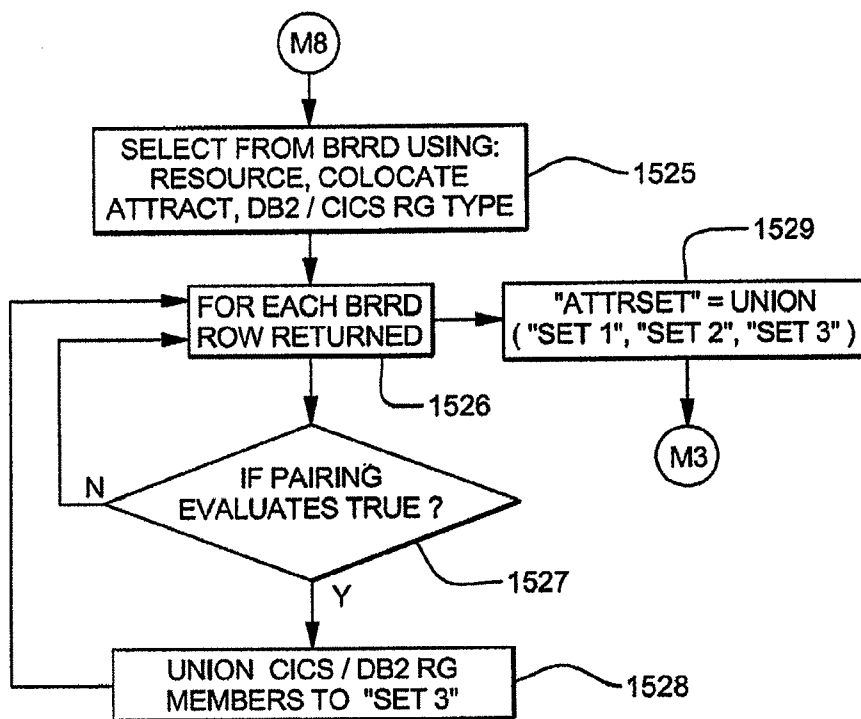 M8
SELECT FROM BRRD USING:
RESOURCE, COLOCATE
ATTRACT, DB2 / CICS RG TYPE
1525
1529
FOR EACH BRRD
ROW RETURNED
1526
"ATTRSET" = UNION
( "SET 1", "SET 2", "SET 3" )
M3
IF PAIRING
EVALUATES TRUE ?
N
1527
Y
UNION CICS / DB2 RG
MEMBERS TO "SET 3"
1528